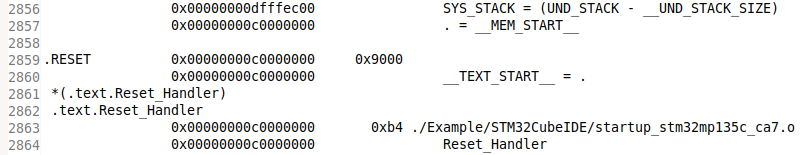 2856 0x00000000dfffec00 SYS_STACK = (UND_STACK - __UND_STACK_SIZE)
2857 0x00000000c0000000 . = __MEM_START__
2858
2859 .RESET 0x00000000c0000000 0x9000
2860 0x00000000c0000000 __TEXT_START__ = .
2861 *(.text.Reset_Handler)
2862 .text.Reset_Handler
2863 0x00000000c0000000 0xb4 ./Example/STM32CubeIDE/startup_stm32mp135c_ca7.o
2864 0x00000000c0000000 Reset_Handler